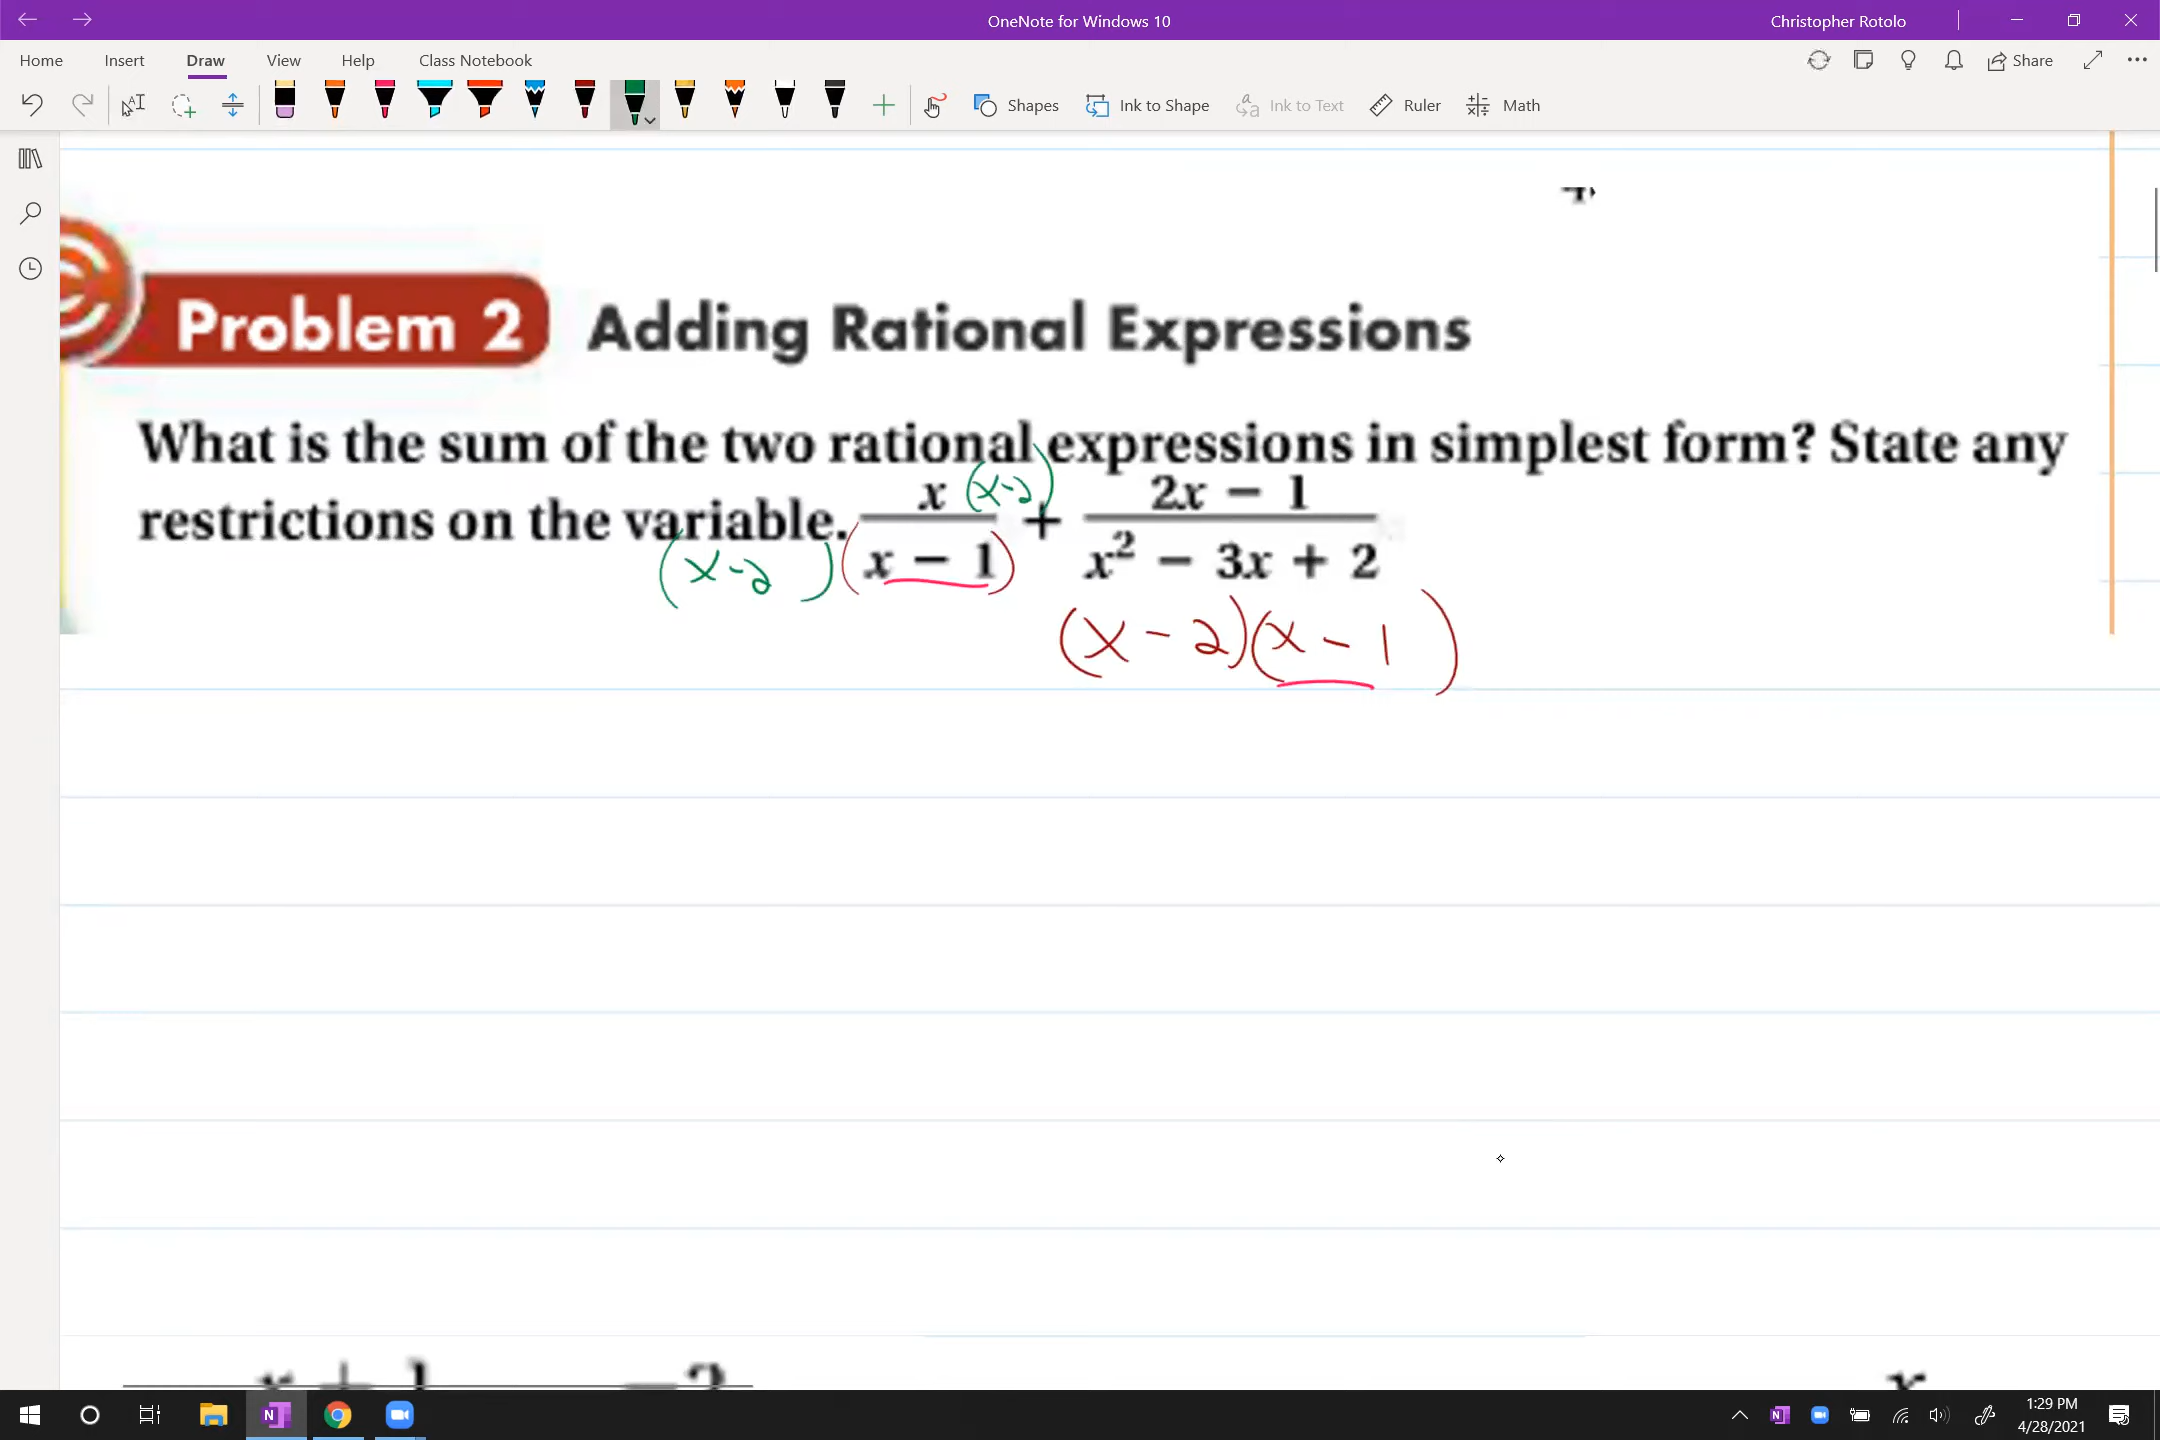 OneNote for Windows 10
Christopher Rotolo
Home Insert Draw View Help Class Notebook
Share
Shapes Ink to Shape Ink to Text Ruler Math
Problem 2 Adding Rational Expressions
What is the sum of the two rational expressions in simplest form? State any
x (x-2) 2x − 1
restrictions on the variable. +
(x-2) (x − 1) x² − 3x + 2
(x - 2)(x - 1)
1:29 PM
4/28/2021